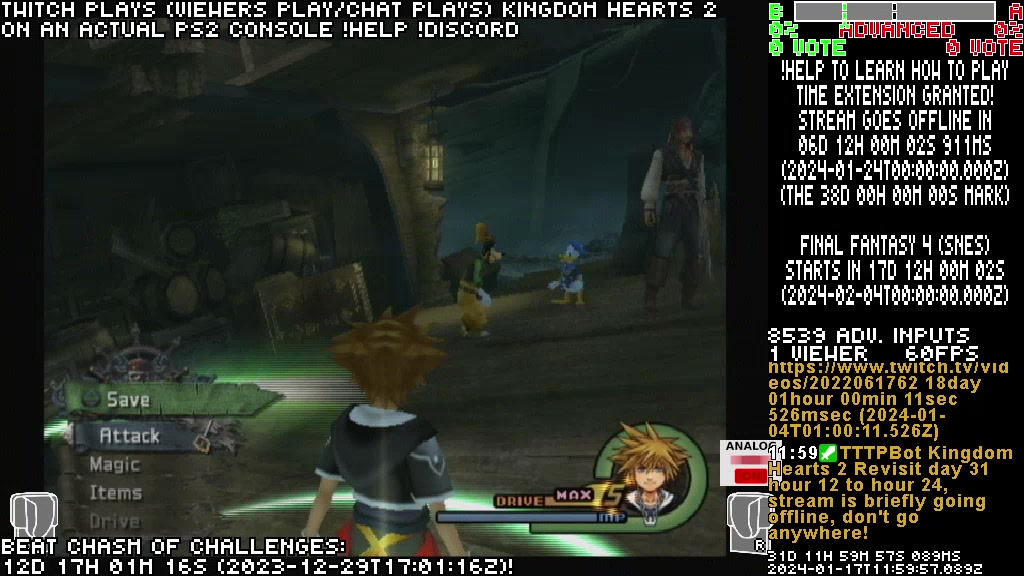 TWITCH PLAYS (VIEWERS PLAY/CHAT PLAYS) KINGDOM HEARTS 2
ON AN ACTUAL PS2 CONSOLE !HELP !DISCORD
B A
0% ADVANCED 0%
0 VOTE 0 VOTE
!HELP TO LEARN HOW TO PLAY
TIME EXTENSION GRANTED!
STREAM GOES OFFLINE IN
06D 12H 00M 02S 911MS
(2024-01-24T00:00:00.000Z)
(THE 38D 00H 00M 00S MARK)
FINAL FANTASY 4 (SNES)
STARTS IN 17D 12H 00M 02S
(2024-02-04T00:00:00.000Z)
8539 ADV. INPUTS
1 VIEWER 60FPS
https://www.twitch.tv/vid
eos/2022061762 18day
01hour 00min 11sec
526msec (2024-01-
04T01:00:11.526Z)
11:59 TTTPBot Kingdom
Hearts 2 Revisit day 31
hour 12 to hour 24,
stream is briefly going
offline, don't go
anywhere!
31D 11H 59M 57S 089MS
2024-01-17T11:59:57.089Z
Save
Attack
Magic
Items
Drive
DRIVE MAX 5
MP
ANALOG
R
BEAT CHASM OF CHALLENGES:
12D 17H 01M 16S (2023-12-29T17:01:16Z)!